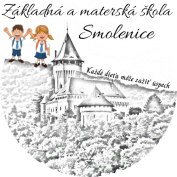 Základná a materská škola
Smolenice
Každé dieťa môže zažiť úspech